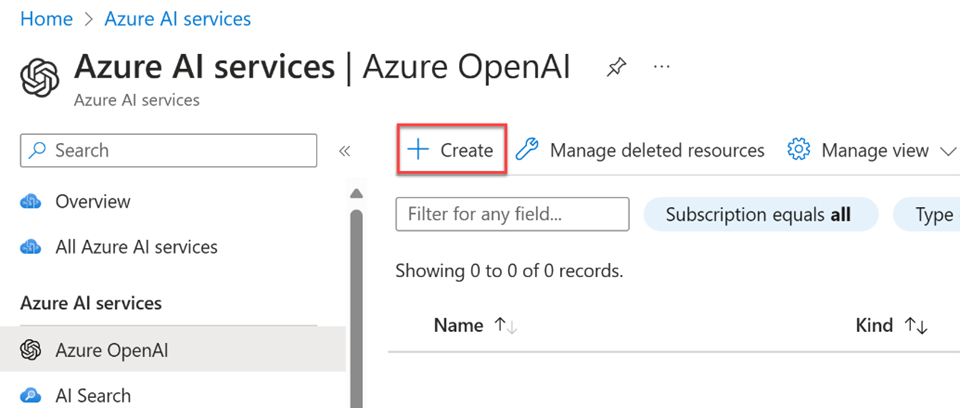 Home > Azure AI services
Azure AI services | Azure OpenAI
Azure AI services
Search
Overview
All Azure AI services
Azure AI services
Azure OpenAI
AI Search
+ Create Manage deleted resources Manage view
Filter for any field... Subscription equals all Type
Showing 0 to 0 of 0 records.
Name Kind